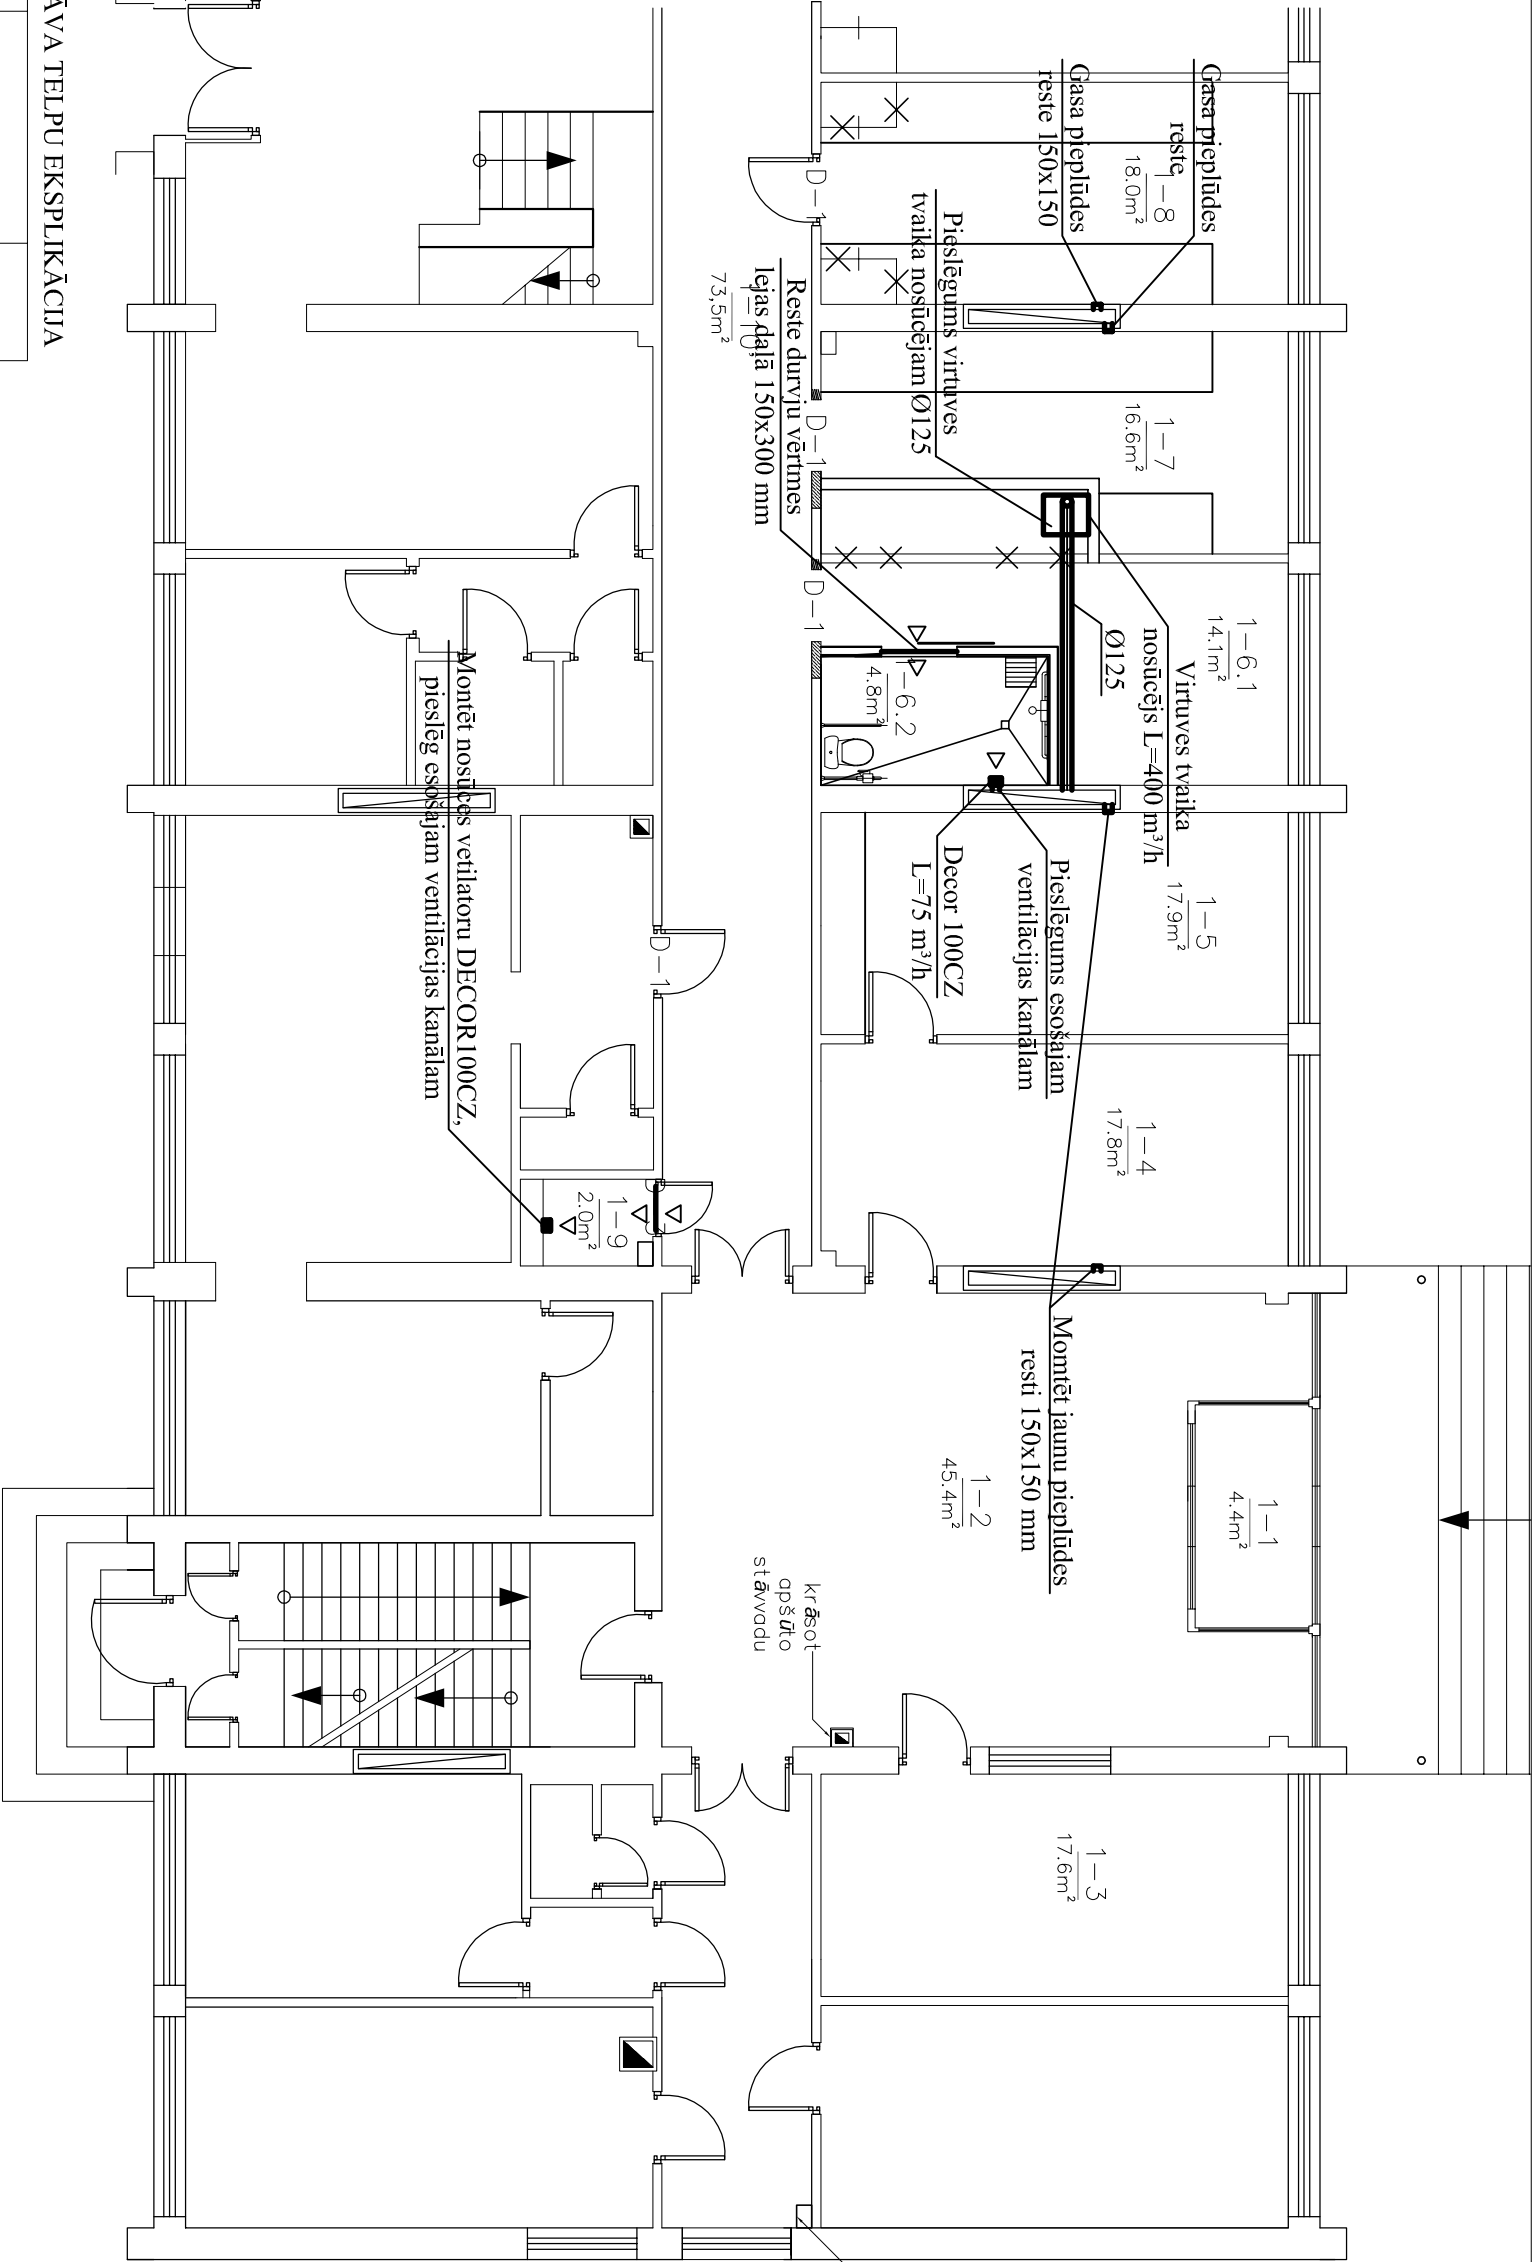 ĀVA TELPU EKSPLIKĀCIJA
Gasa pieplūdes
reste
Gasa pieplūdes
reste 150x150
1-8
18.0m²
D-1
Pieslēgums virtuves
tvaika nosūcējam Ø125
Reste durvju vērtmes
lejas daļā 150x300 mm
73,5m²
1-7
16.6m²
D-1
1-6.1
14.1m²
D-1
Virtuves tvaika
nosūcējs L=400 m³/h
Ø125
1-6.2
4.8m²
Montēt nosūces vetilatoru DECOR100CZ,
pieslēg esošajam ventilācijas kanālam
1-5
17.9m²
Pieslēgums esošajam
ventilācijas kanālam
Decor 100CZ
L=75 m³/h
D-1
1-4
17.8m²
1-9
2.0m²
Momtēt jaunu pieplūdes
resti 150x150 mm
1-1
4.4m²
1-2
45.4m²
krāsot
apšūto
stāvvadu
1-3
17.6m²